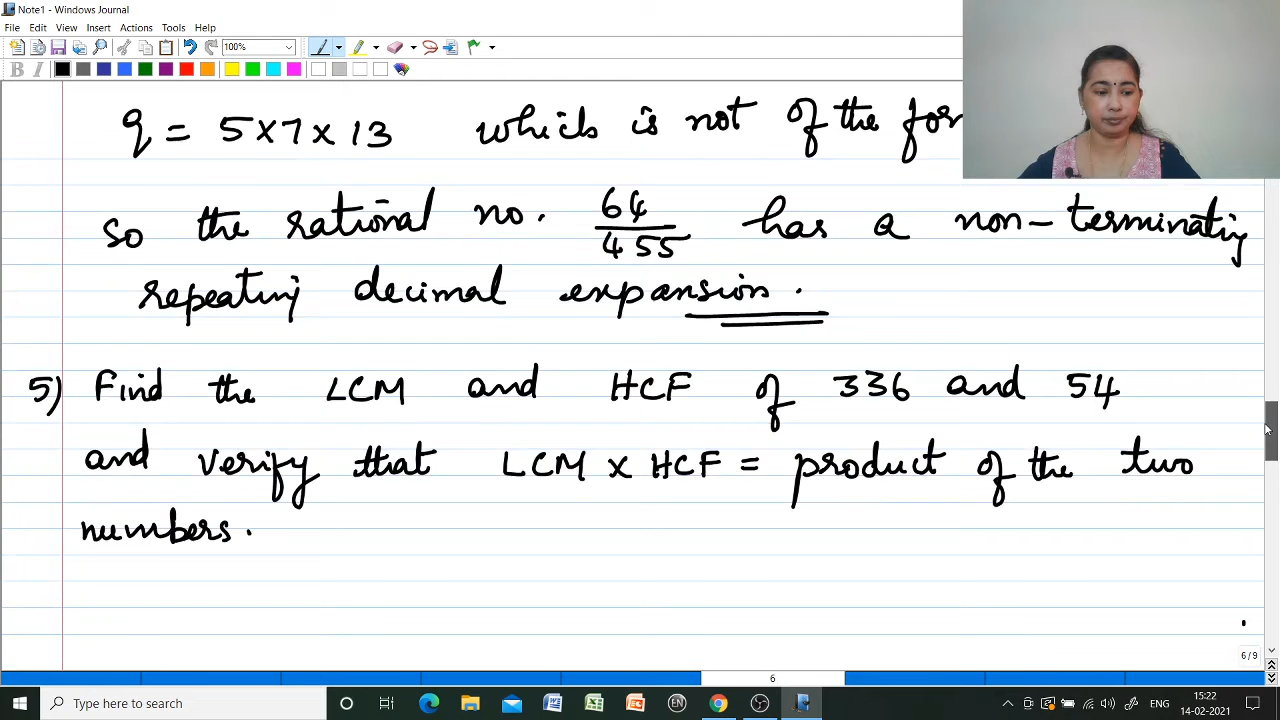 Note1 - Windows Journal
File Edit View Insert Actions Tools Help
100%
B I
q = 5×7×13 which is not of the for
So the rational no. 64/455 has a non-terminating
repeating decimal expansion.
5) Find the LCM and HCF of 336 and 54
and verify that LCM × HCF = product of the two
numbers.
6/9
6
Type here to search
ENG
15:22
14-02-2021